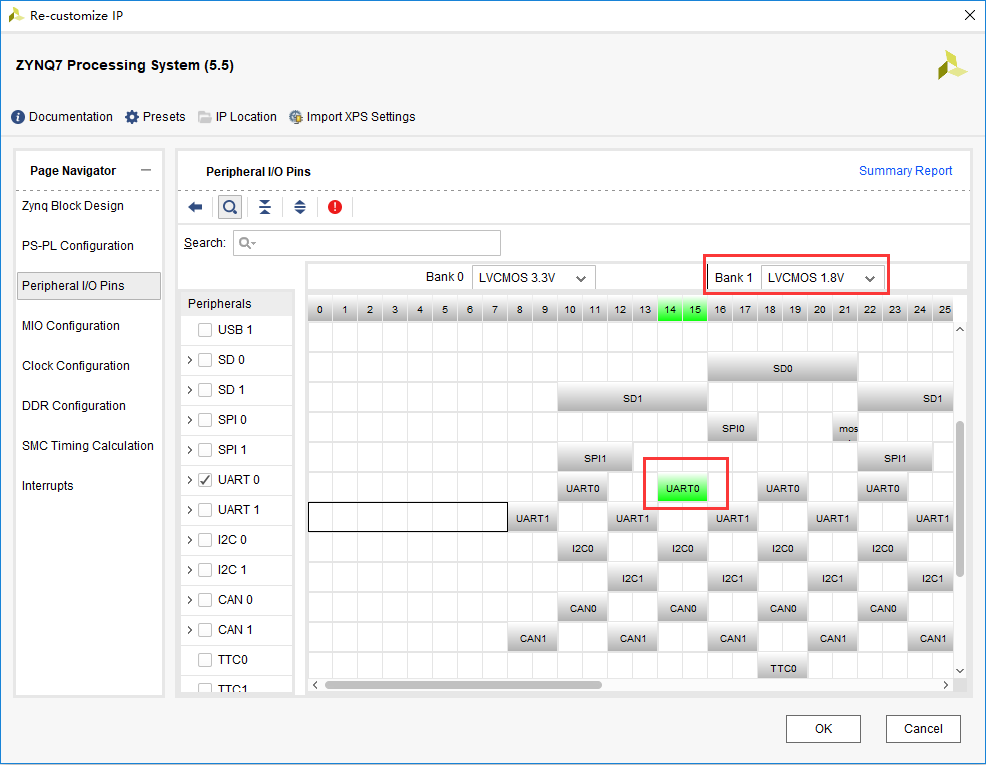 Re-customize IP
ZYNQ7 Processing System (5.5)
Documentation Presets IP Location Import XPS Settings
Page Navigator
Zynq Block Design
PS-PL Configuration
Peripheral I/O Pins
MIO Configuration
Clock Configuration
DDR Configuration
SMC Timing Calculation
Interrupts
Peripheral I/O Pins Summary Report
Search:
Bank 0 LVCMOS 3.3V Bank 1 LVCMOS 1.8V
Peripherals 0 1 2 3 4 5 6 7 8 9 10 11 12 13 14 15 16 17 18 19 20 21 22 23 24 25
USB 1
SD 0 SD0
SD 1 SD1 SD1
SPI 0 SPI0 mos
SPI 1 SPI1 SPI1
UART 0 UART0 UART0 UART0 UART0
UART 1 UART1 UART1 UART1 UART1 UART1
I2C 0 I2C0 I2C0 I2C0 I2C0
I2C 1 I2C1 I2C1 I2C1 I2C1
CAN 0 CAN0 CAN0 CAN0 CAN0
CAN 1 CAN1 CAN1 CAN1 CAN1 CAN1
TTC0 TTC0
TTC1
OK Cancel